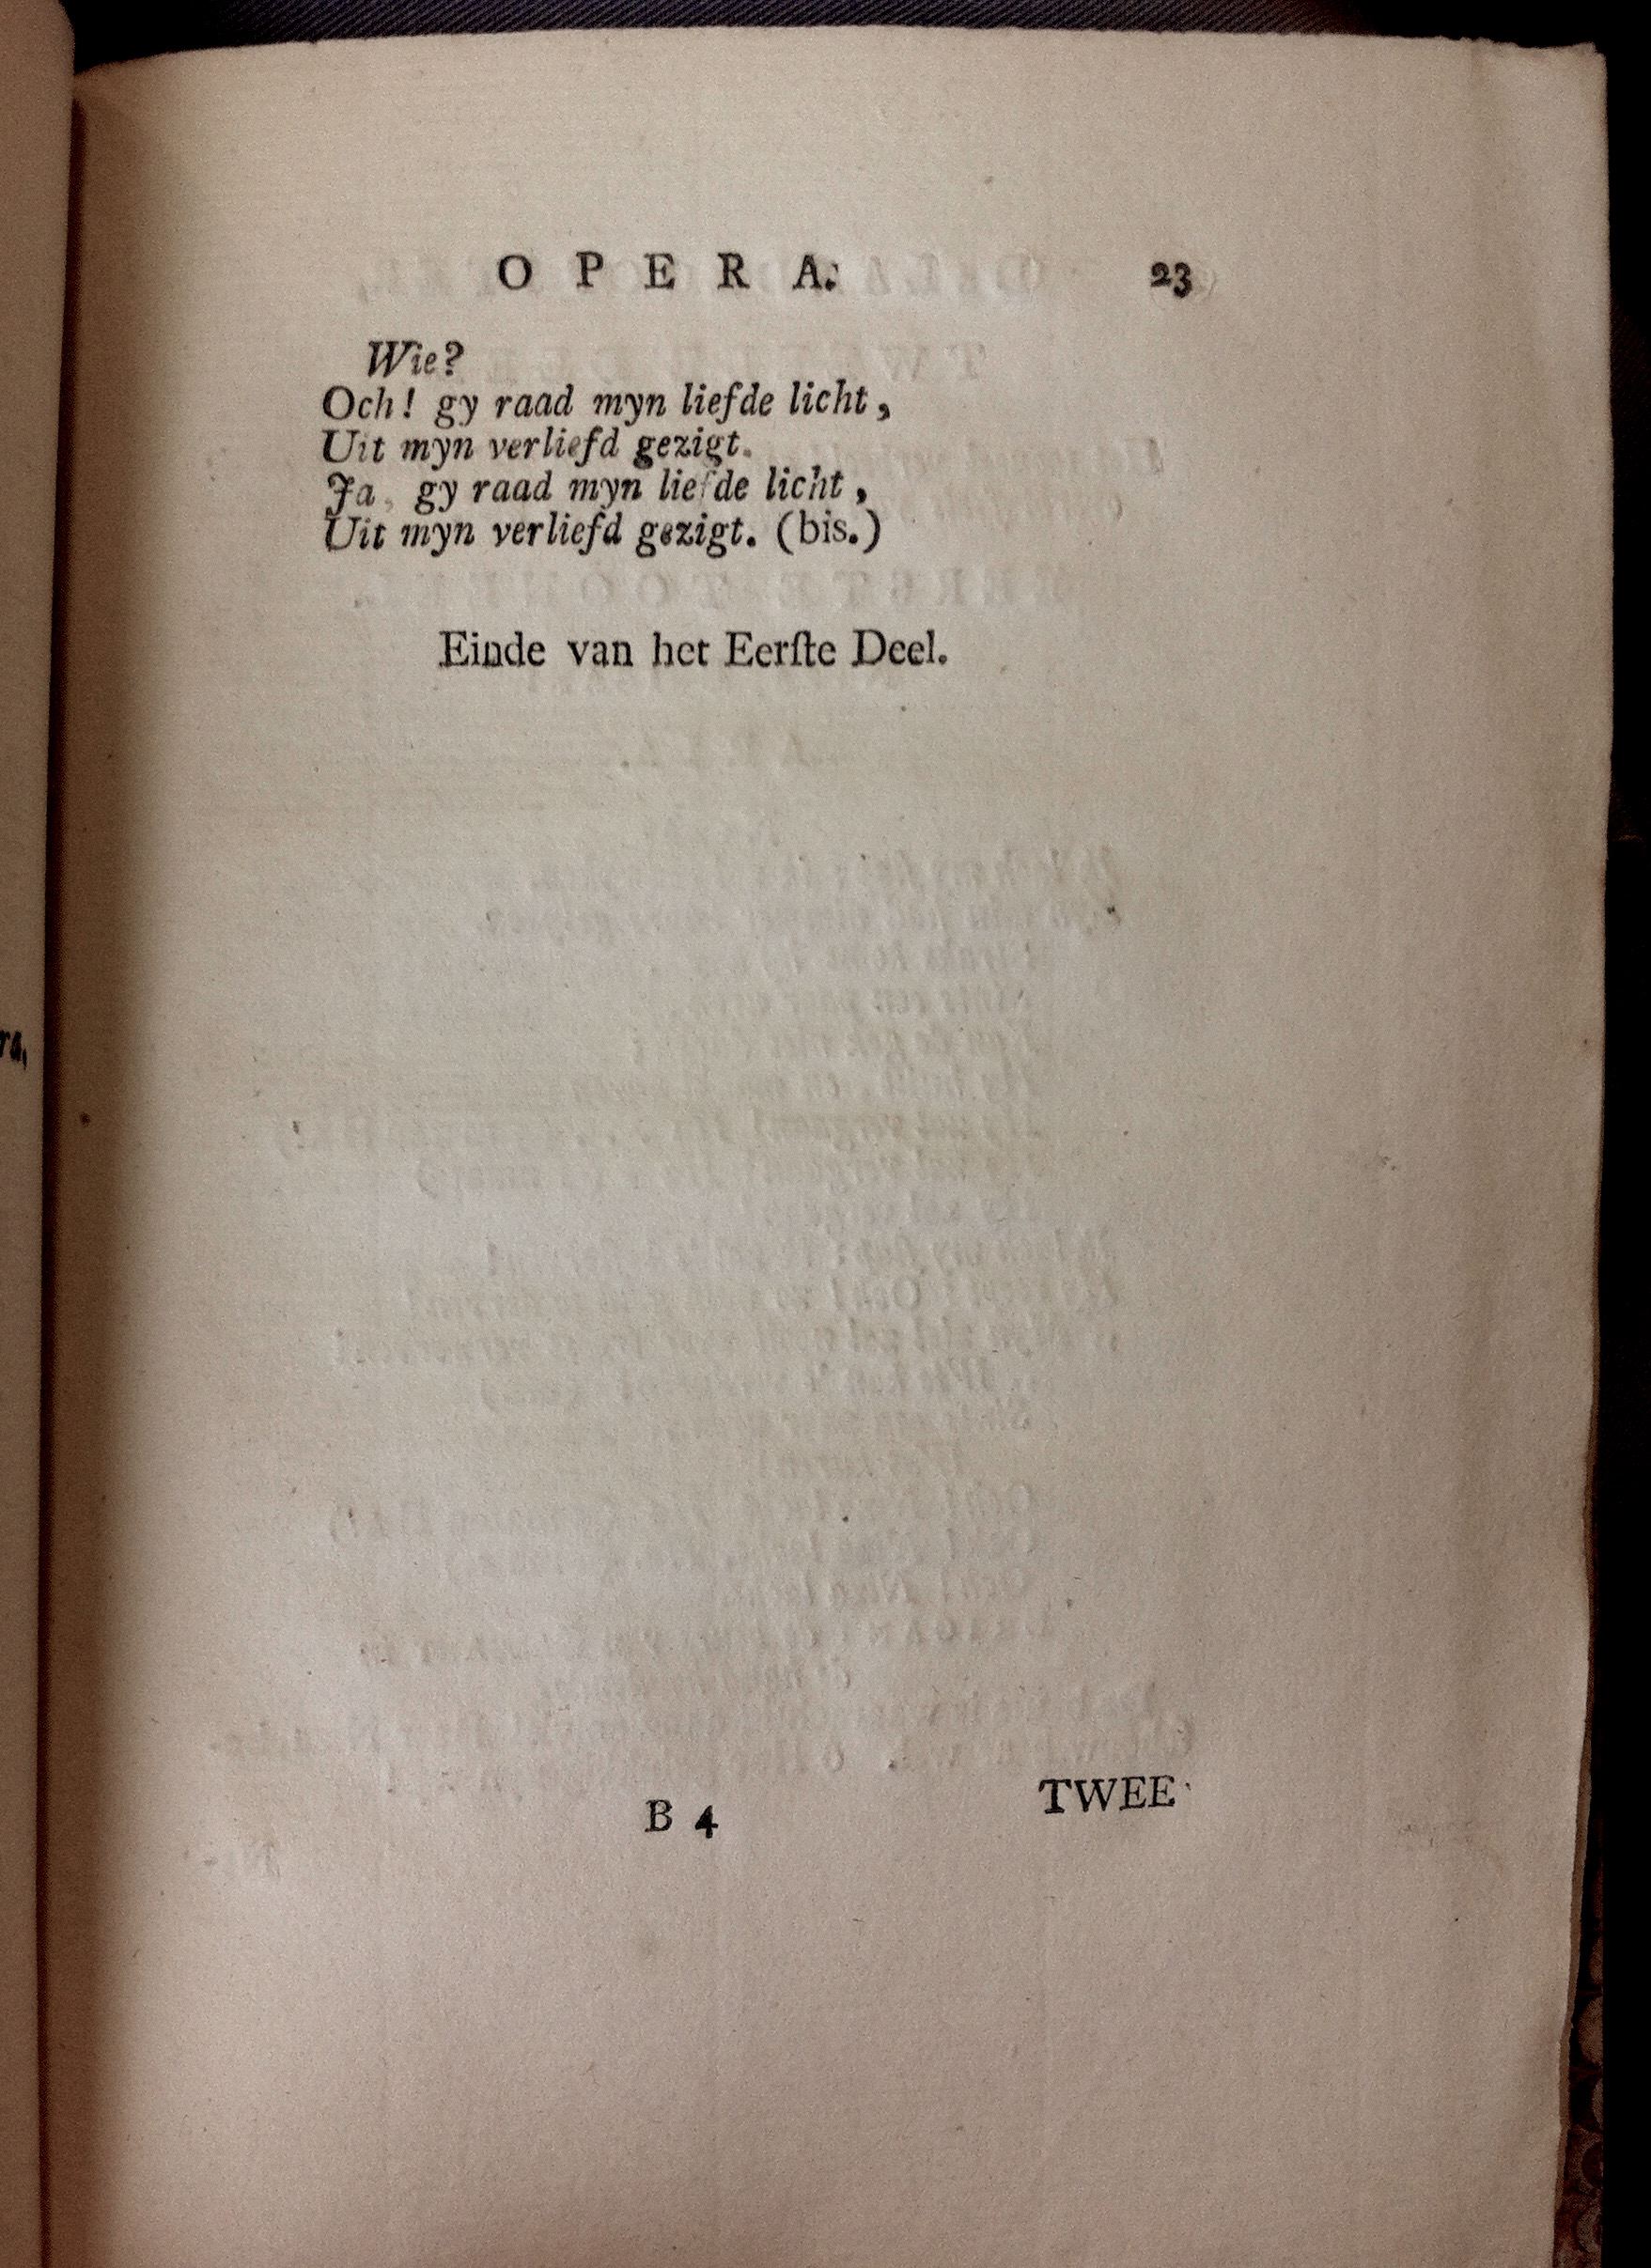 OPERA. 23
Wie?
Och! gy raad myn liefde licht,
Uit myn verliefd gezigt.
Ja, gy raad myn liefde licht,
Uit myn verliefd gezigt. (bis.)
Einde van het Eerſte Deel.
B 4 TWEE-
ra,